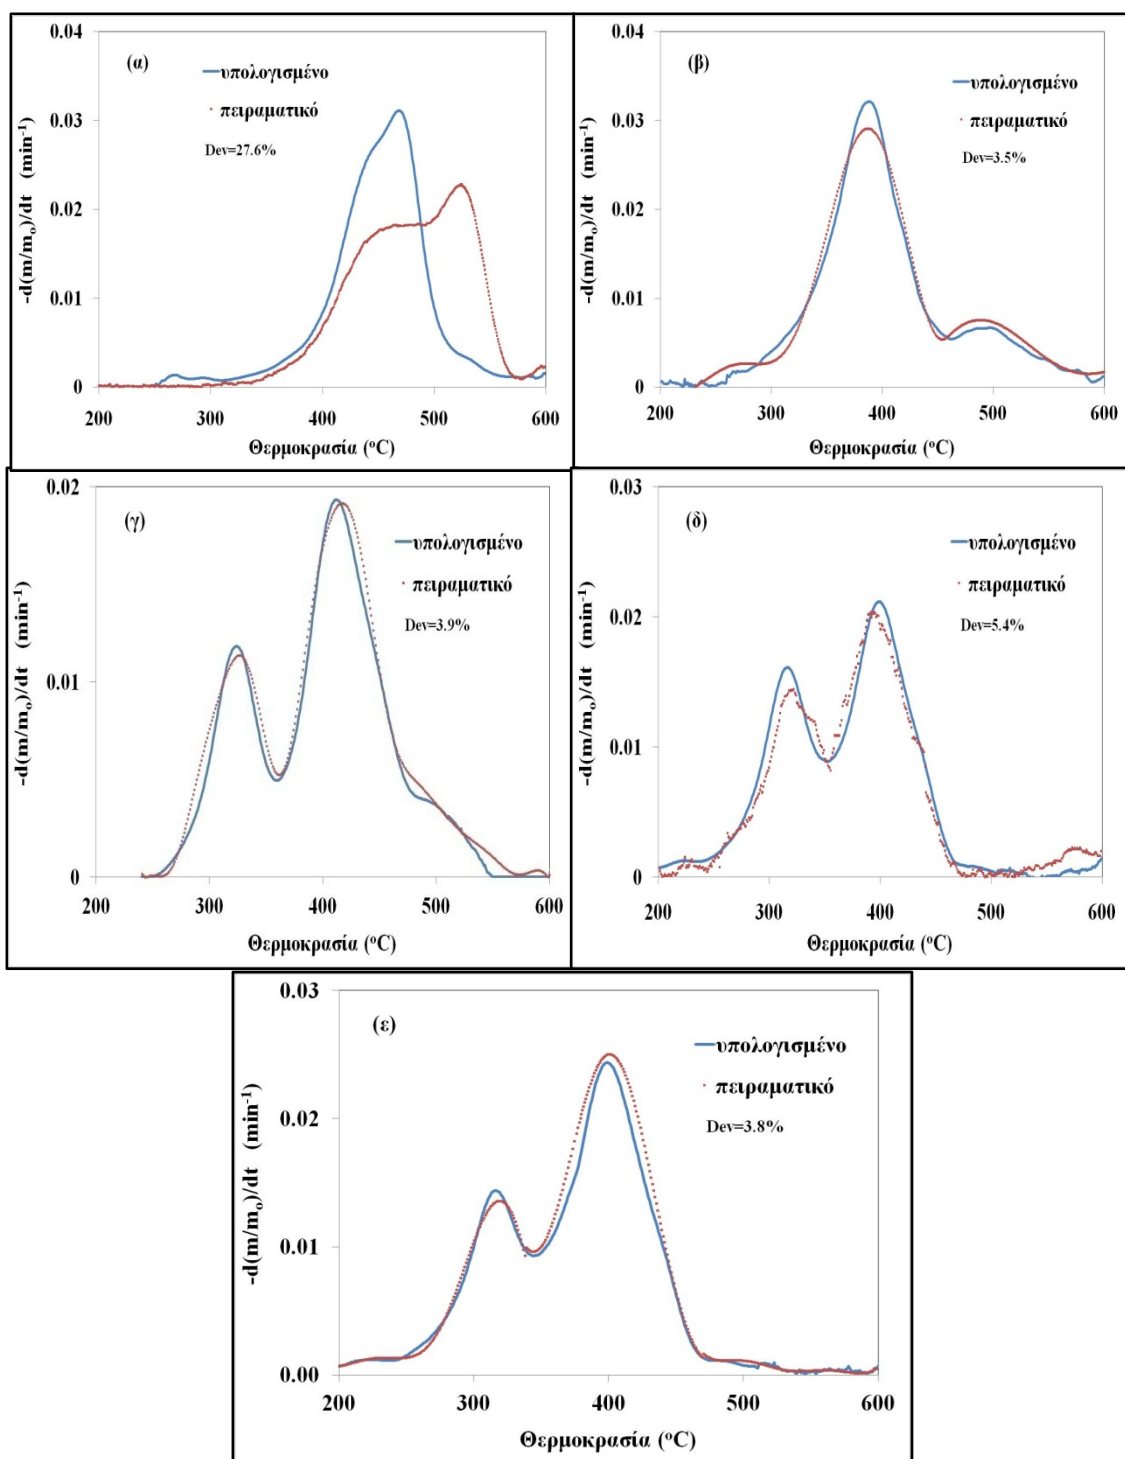 (α)
υπολογισμένο
πειραματικό
Dev=27.6%
-d(m/mₒ)/dt (min⁻¹)
0.04
0.03
0.02
0.01
0
200 300 400 500 600
Θερμοκρασία (°C)
(β)
υπολογισμένο
πειραματικό
Dev=3.5%
-d(m/mₒ)/dt (min⁻¹)
0.04
0.03
0.02
0.01
0
200 300 400 500 600
Θερμοκρασία (°C)
(γ)
υπολογισμένο
πειραματικό
Dev=3.9%
-d(m/mₒ)/dt (min⁻¹)
0.02
0.01
0
200 300 400 500 600
Θερμοκρασία (°C)
(δ)
υπολογισμένο
πειραματικό
Dev=5.4%
-d(m/mₒ)/dt (min⁻¹)
0.03
0.02
0.01
0
200 300 400 500 600
Θερμοκρασία (°C)
(ε)
υπολογισμένο
πειραματικό
Dev=3.8%
-d(m/mₒ)/dt (min⁻¹)
0.03
0.02
0.01
0.00
200 300 400 500 600
Θερμοκρασία (°C)